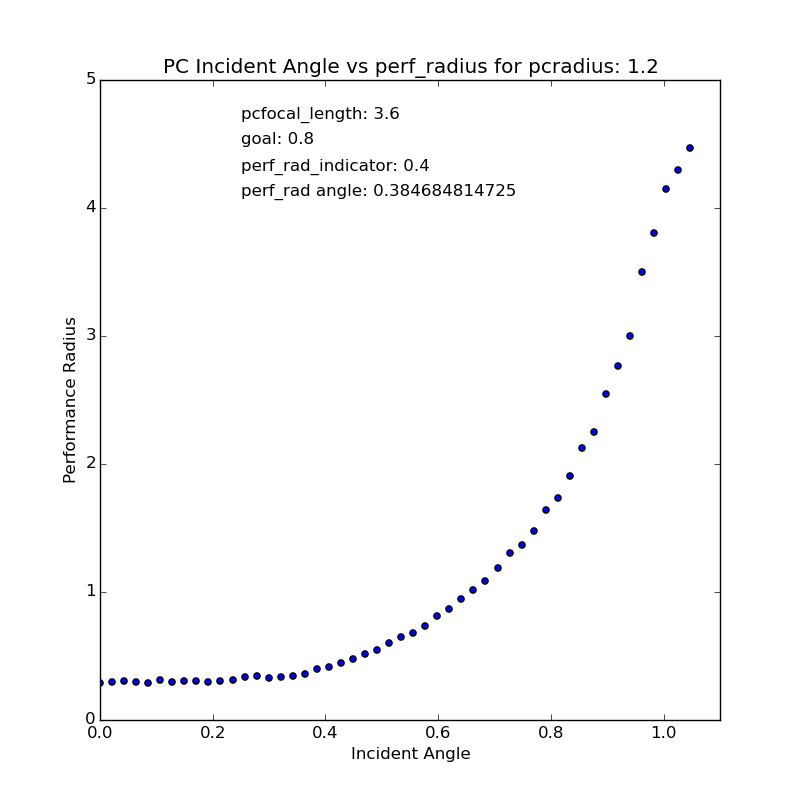 PC Incident Angle vs perf_radius for pcradius: 1.2
5
pcfocal_length: 3.6
goal: 0.8
perf_rad_indicator: 0.4
perf_rad angle: 0.384684814725
4
3
Performance Radius
2
1
0
0.0 0.2 0.4 0.6 0.8 1.0
Incident Angle